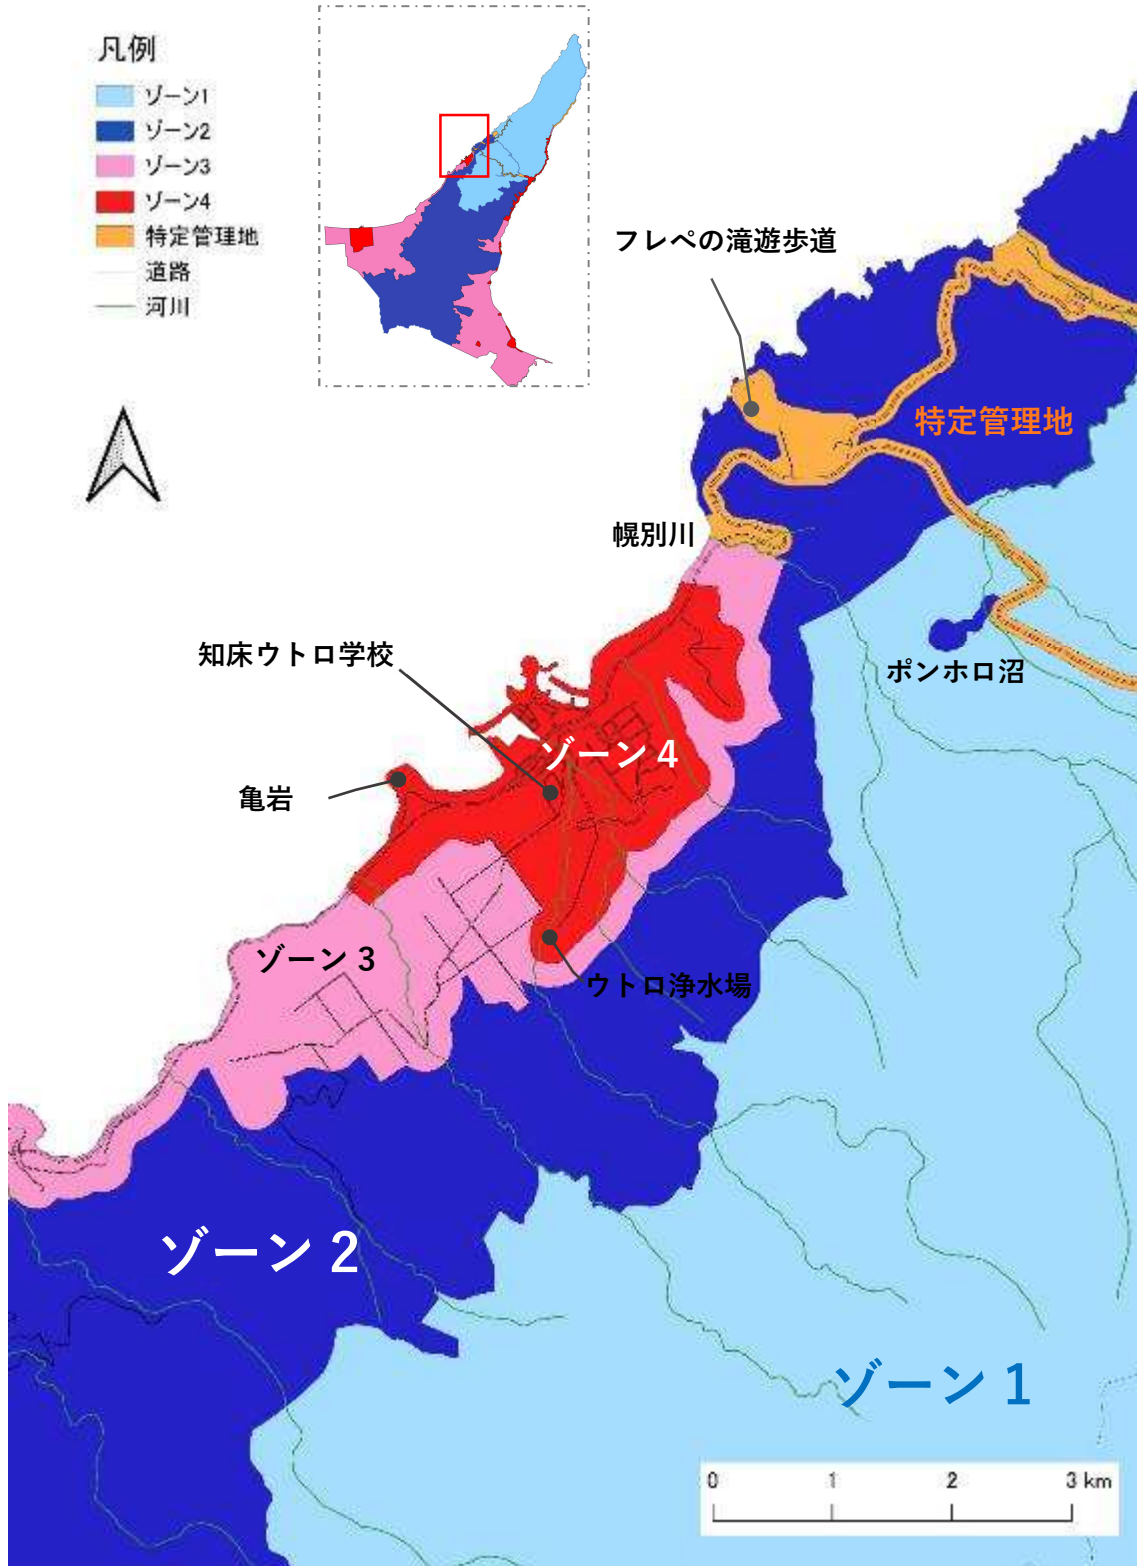 凡例
ゾーン1
ゾーン2
ゾーン3
ゾーン4
特定管理地
道路
河川
フレペの滝遊歩道
特定管理地
幌別川
知床ウトロ学校
ポンホロ沼
ゾーン 4
亀岩
ゾーン 3
ウトロ浄水場
ゾーン 2
ゾーン 1
0 1 2 3 km